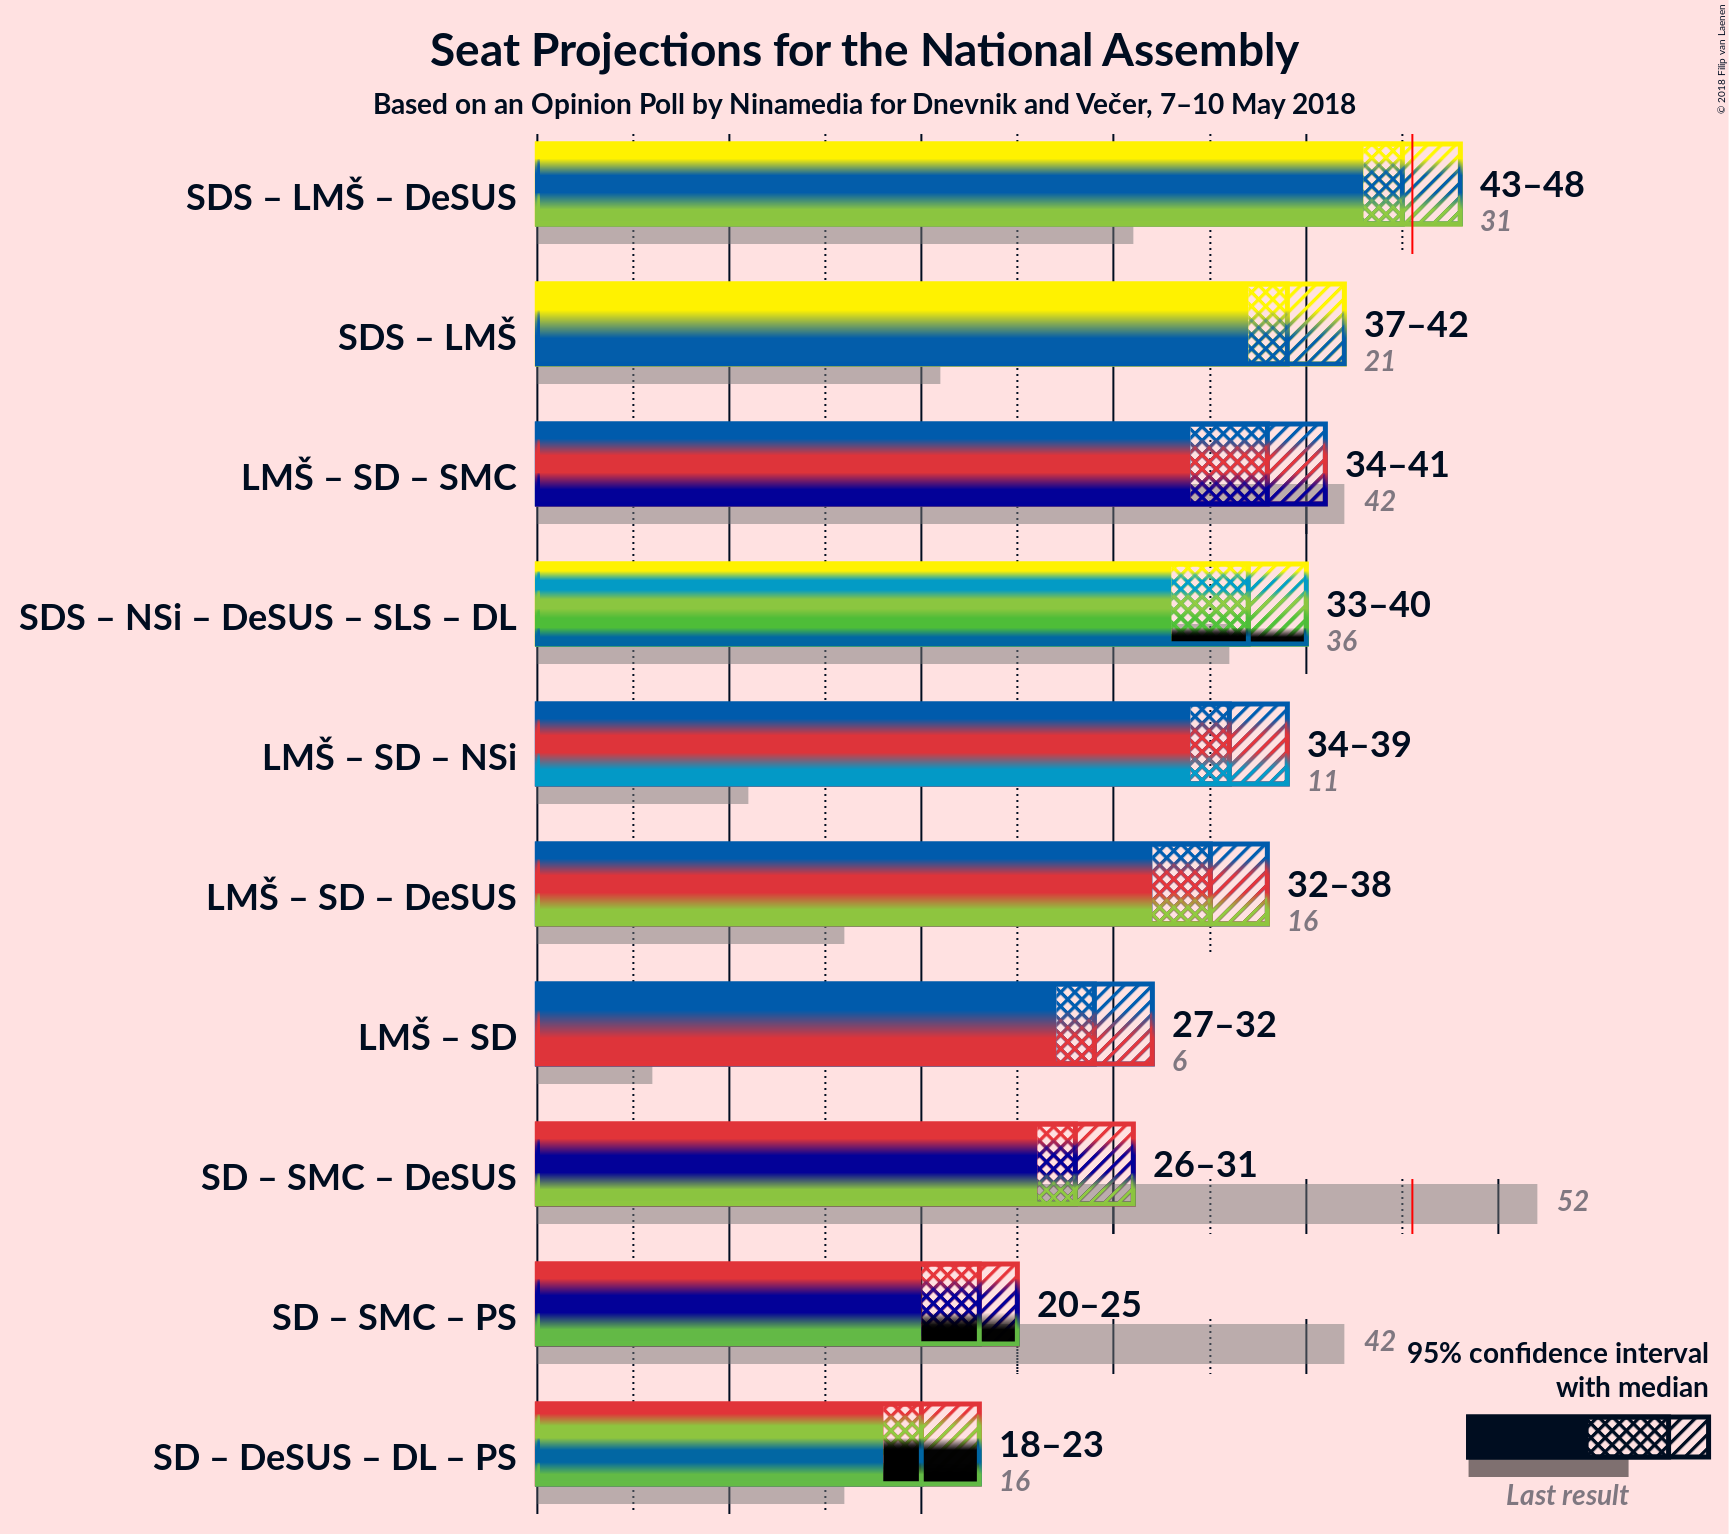 Seat Projections for the National Assembly
Based on an Opinion Poll by Ninamedia for Dnevnik and Večer, 7–10 May 2018
© 2018 Filip van Laenen
SDS – LMŠ – DeSUS
43–48
31
SDS – LMŠ
37–42
21
LMŠ – SD – SMC
34–41
42
SDS – NSi – DeSUS – SLS – DL
33–40
36
LMŠ – SD – NSi
34–39
11
LMŠ – SD – DeSUS
32–38
16
LMŠ – SD
27–32
6
SD – SMC – DeSUS
26–31
52
SD – SMC – PS
20–25
42
SD – DeSUS – DL – PS
18–23
16
95% confidence interval
with median
Last result